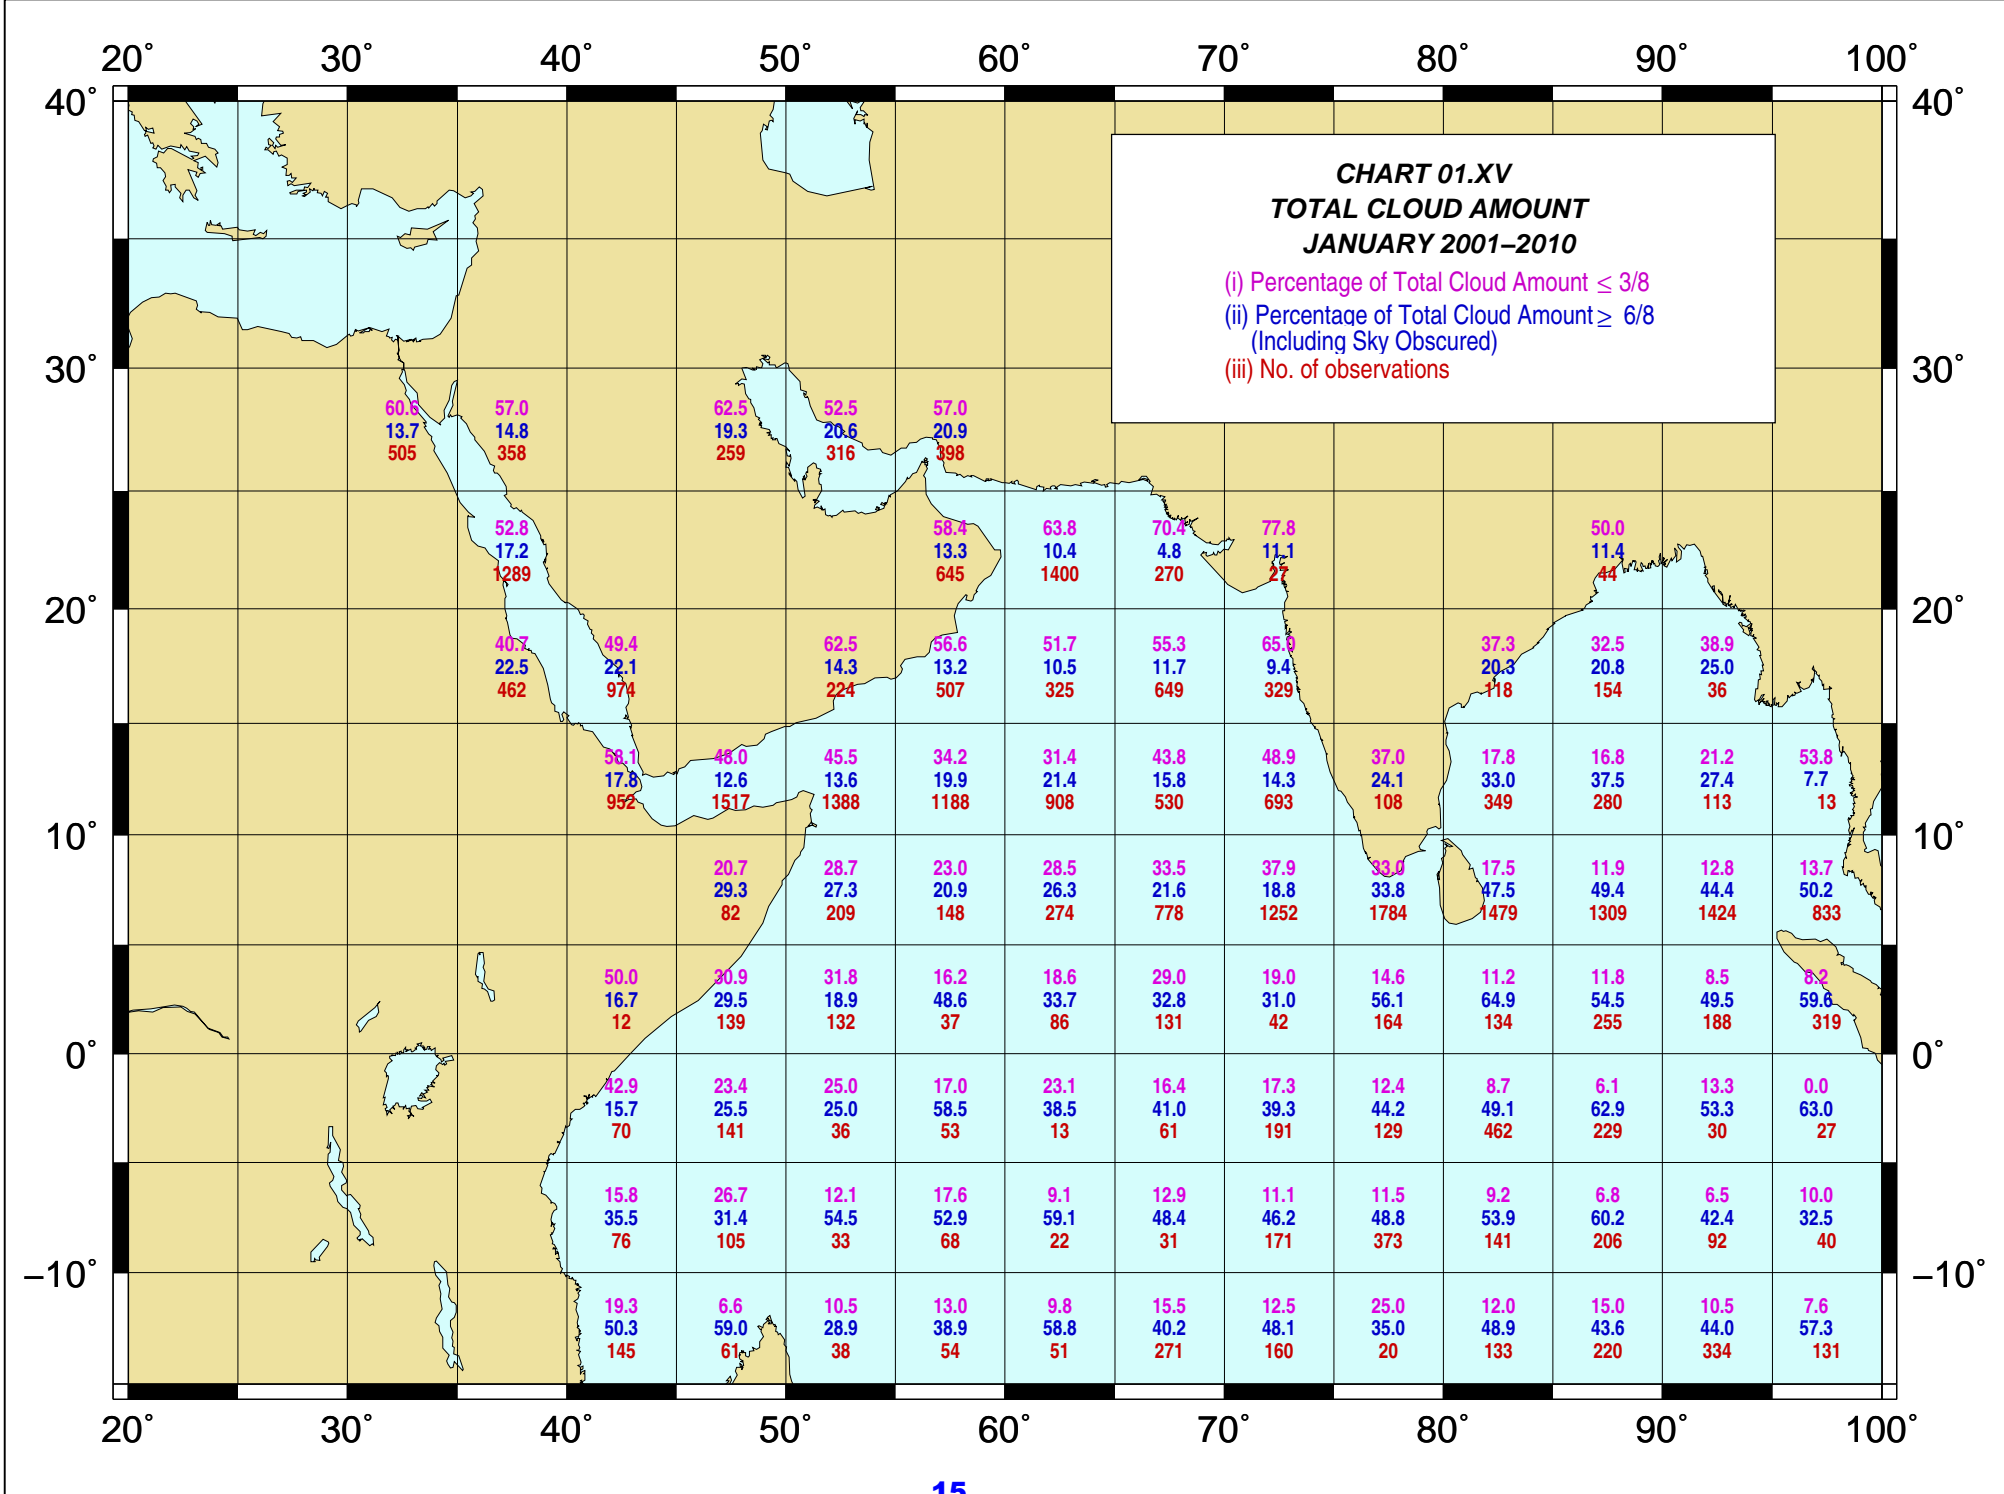 20° 30° 40° 50° 60° 70° 80° 90° 100°
40° 40°
CHART 01.XV
TOTAL CLOUD AMOUNT
JANUARY 2001–2010
(i) Percentage of Total Cloud Amount ≤ 3/8
(ii) Percentage of Total Cloud Amount ≥ 6/8
(Including Sky Obscured)
(iii) No. of observations
30° 30°
60.6 57.0 62.5 52.5 57.0
13.7 14.8 19.3 20.6 20.9
505 358 259 316 398
52.8 58.4 63.8 70.4 77.8 50.0
17.2 13.3 10.4 4.8 11.1 11.4
1289 645 1400 270 27 44
20° 20°
40.7 49.4 62.5 56.6 51.7 55.3 65.0 37.3 32.5 38.9
22.5 22.1 14.3 13.2 10.5 11.7 9.4 20.3 20.8 25.0
462 974 224 507 325 649 329 118 154 36
58.1 48.0 45.5 34.2 31.4 43.8 48.9 37.0 17.8 16.8 21.2 53.8
17.8 12.6 13.6 19.9 21.4 15.8 14.3 24.1 33.0 37.5 27.4 7.7
952 1517 1388 1188 908 530 693 108 349 280 113 13
10° 10°
20.7 28.7 23.0 28.5 33.5 37.9 33.0 17.5 11.9 12.8 13.7
29.3 27.3 20.9 26.3 21.6 18.8 33.8 47.5 49.4 44.4 50.2
82 209 148 274 778 1252 1784 1479 1309 1424 833
50.0 30.9 31.8 16.2 18.6 29.0 19.0 14.6 11.2 11.8 8.5 8.2
16.7 29.5 18.9 48.6 33.7 32.8 31.0 56.1 64.9 54.5 49.5 59.6
12 139 132 37 86 131 42 164 134 255 188 319
0° 0°
42.9 23.4 25.0 17.0 23.1 16.4 17.3 12.4 8.7 6.1 13.3 0.0
15.7 25.5 25.0 58.5 38.5 41.0 39.3 44.2 49.1 62.9 53.3 63.0
70 141 36 53 13 61 191 129 462 229 30 27
15.8 26.7 12.1 17.6 9.1 12.9 11.1 11.5 9.2 6.8 6.5 10.0
35.5 31.4 54.5 52.9 59.1 48.4 46.2 48.8 53.9 60.2 42.4 32.5
76 105 33 68 22 31 171 373 141 206 92 40
–10° –10°
19.3 6.6 10.5 13.0 9.8 15.5 12.5 25.0 12.0 15.0 10.5 7.6
50.3 59.0 28.9 38.9 58.8 40.2 48.1 35.0 48.9 43.6 44.0 57.3
145 61 38 54 51 271 160 20 133 220 334 131
20° 30° 40° 50° 60° 70° 80° 90° 100°
15